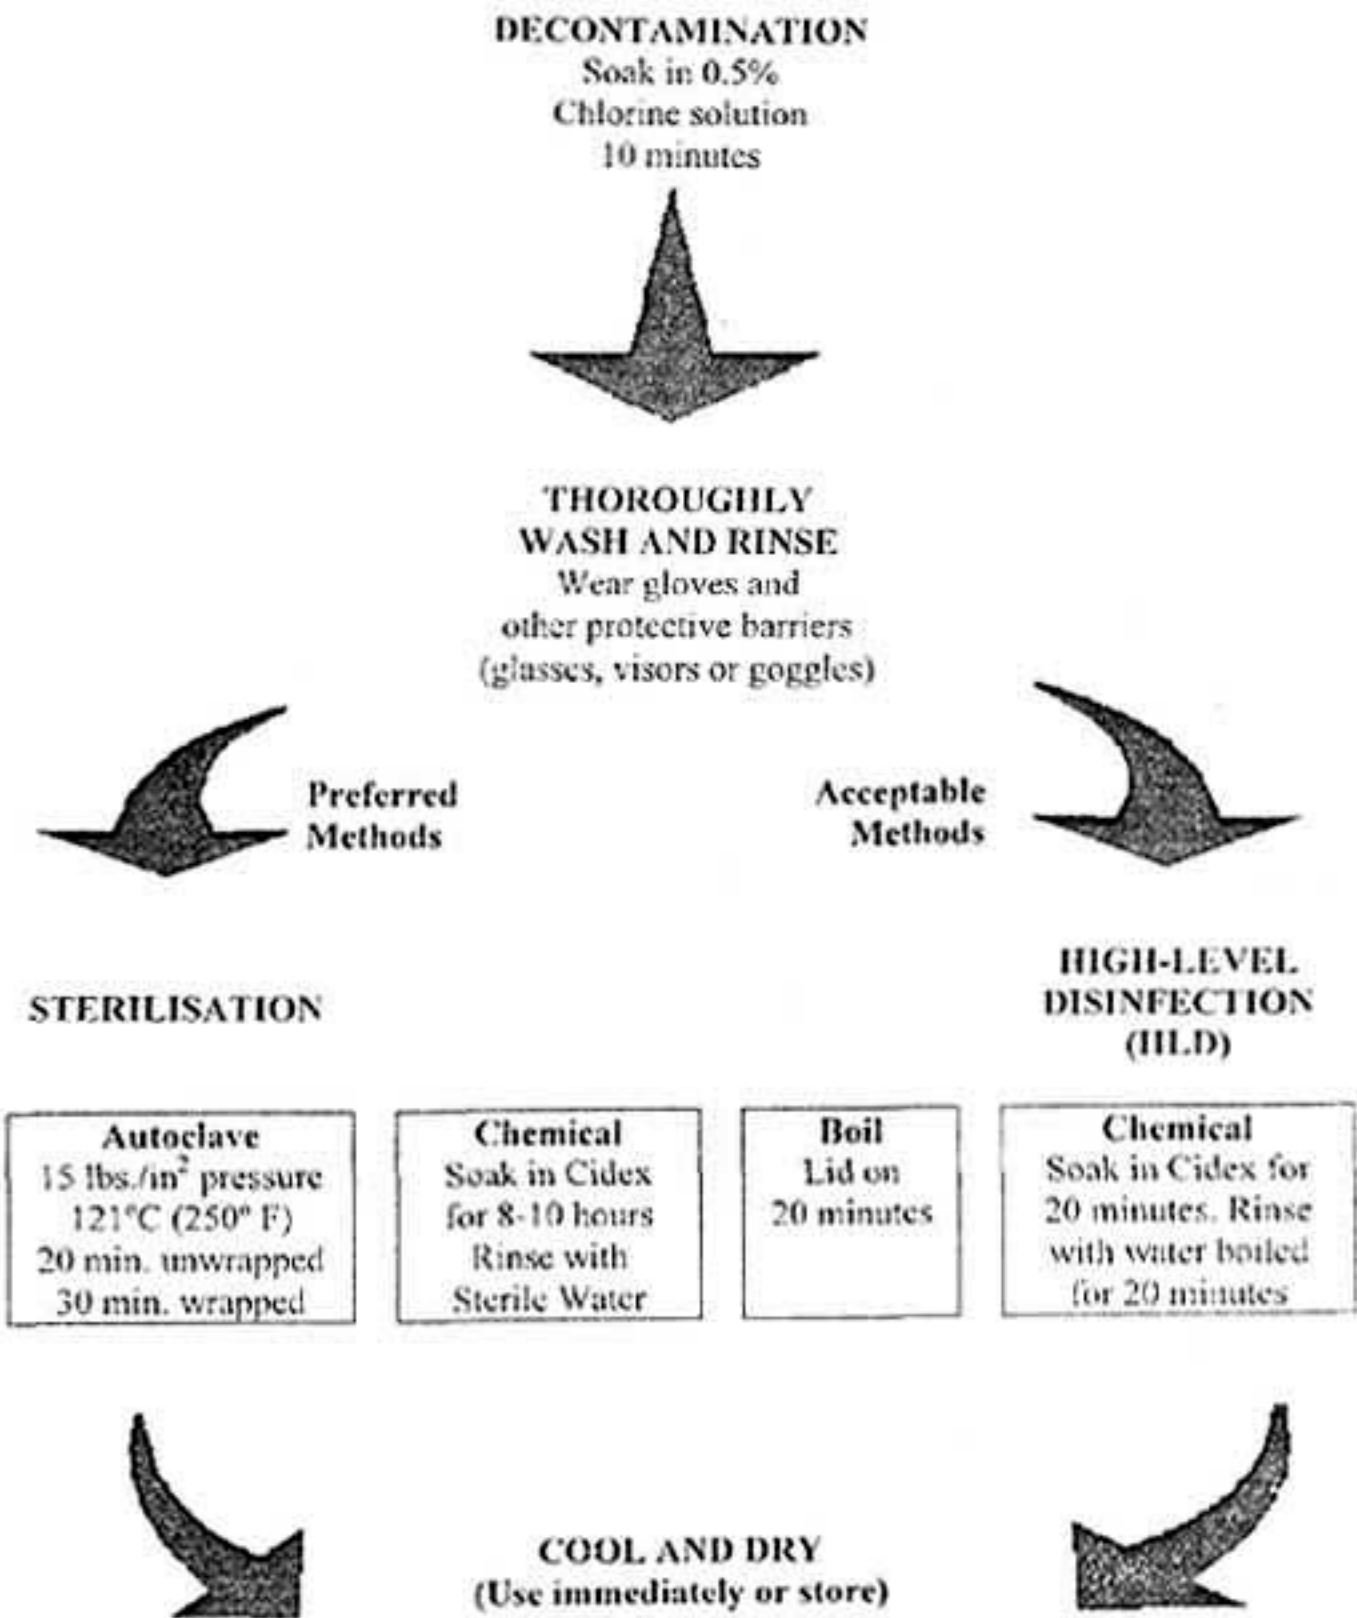 DECONTAMINATION
Soak in 0.5%
Chlorine solution
10 minutes
THOROUGHLY
WASH AND RINSE
Wear gloves and
other protective barriers
(glasses, visors or goggles)
Preferred
Methods
Acceptable
Methods
STERILISATION
HIGH-LEVEL
DISINFECTION
(HLD)
Autoclave
15 lbs./in² pressure
121ºC (250º F)
20 min. unwrapped
30 min. wrapped
Chemical
Soak in Cidex
for 8-10 hours
Rinse with
Sterile Water
Boil
Lid on
20 minutes
Chemical
Soak in Cidex for
20 minutes. Rinse
with water boiled
for 20 minutes
COOL AND DRY
(Use immediately or store)